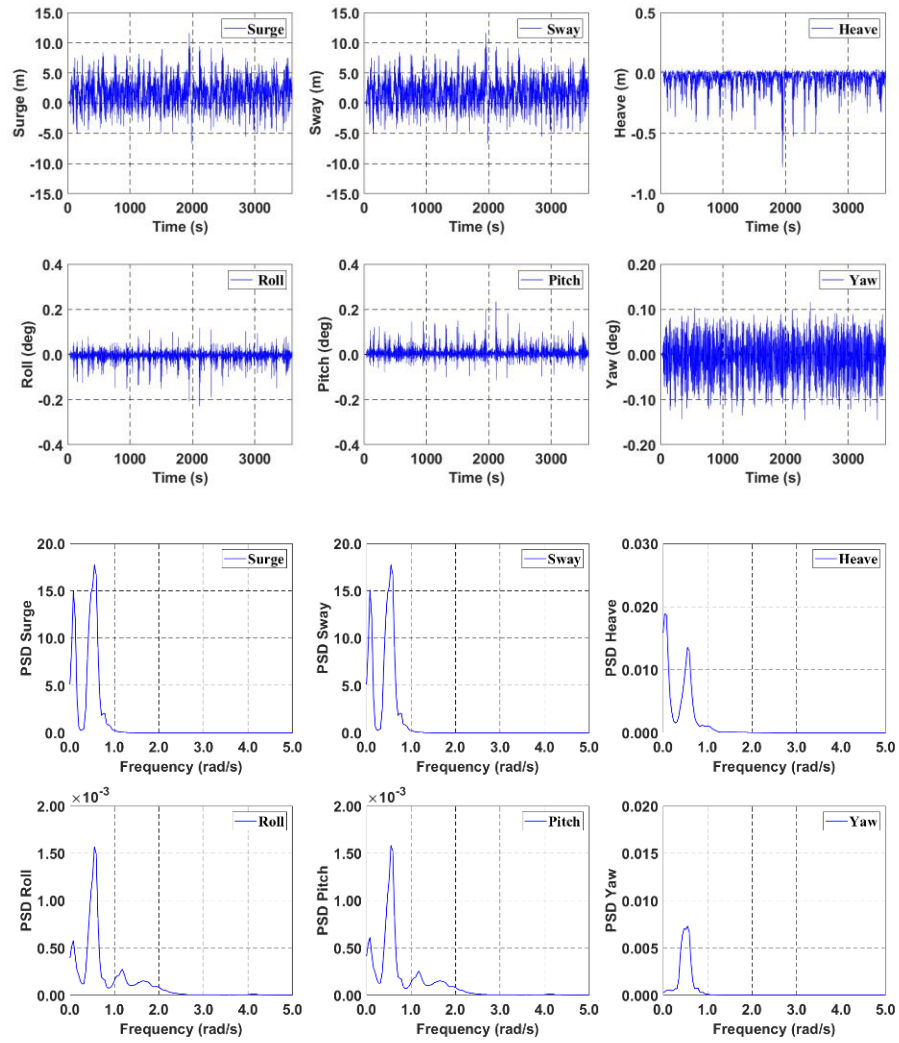 15.0 10.0 5.0 0.0 -5.0 -10.0 -15.0
Surge (m)
Surge
0 1000 2000 3000
Time (s)
15.0 10.0 5.0 0.0 -5.0 -10.0 -15.0
Sway (m)
Sway
0 1000 2000 3000
Time (s)
0.5 0.0 -0.5 -1.0
Heave (m)
Heave
0 1000 2000 3000
Time (s)
0.4 0.2 0.0 -0.2 -0.4
Roll (deg)
Roll
0 1000 2000 3000
Time (s)
0.4 0.2 0.0 -0.2 -0.4
Pitch (deg)
Pitch
0 1000 2000 3000
Time (s)
0.20 0.10 0.00 -0.10 -0.20
Yaw (deg)
Yaw
0 1000 2000 3000
Time (s)
20.0 15.0 10.0 5.0 0.0
PSD Surge
Surge
0.0 1.0 2.0 3.0 4.0 5.0
Frequency (rad/s)
20.0 15.0 10.0 5.0 0.0
PSD Sway
Sway
0.0 1.0 2.0 3.0 4.0 5.0
Frequency (rad/s)
0.030 0.020 0.010 0.000
PSD Heave
Heave
0.0 1.0 2.0 3.0 4.0 5.0
Frequency (rad/s)
×10⁻³
2.00 1.50 1.00 0.50 0.00
PSD Roll
Roll
0.0 1.0 2.0 3.0 4.0 5.0
Frequency (rad/s)
×10⁻³
2.00 1.50 1.00 0.50 0.00
PSD Pitch
Pitch
0.0 1.0 2.0 3.0 4.0 5.0
Frequency (rad/s)
0.020 0.015 0.010 0.005 0.000
PSD Yaw
Yaw
0.0 1.0 2.0 3.0 4.0 5.0
Frequency (rad/s)